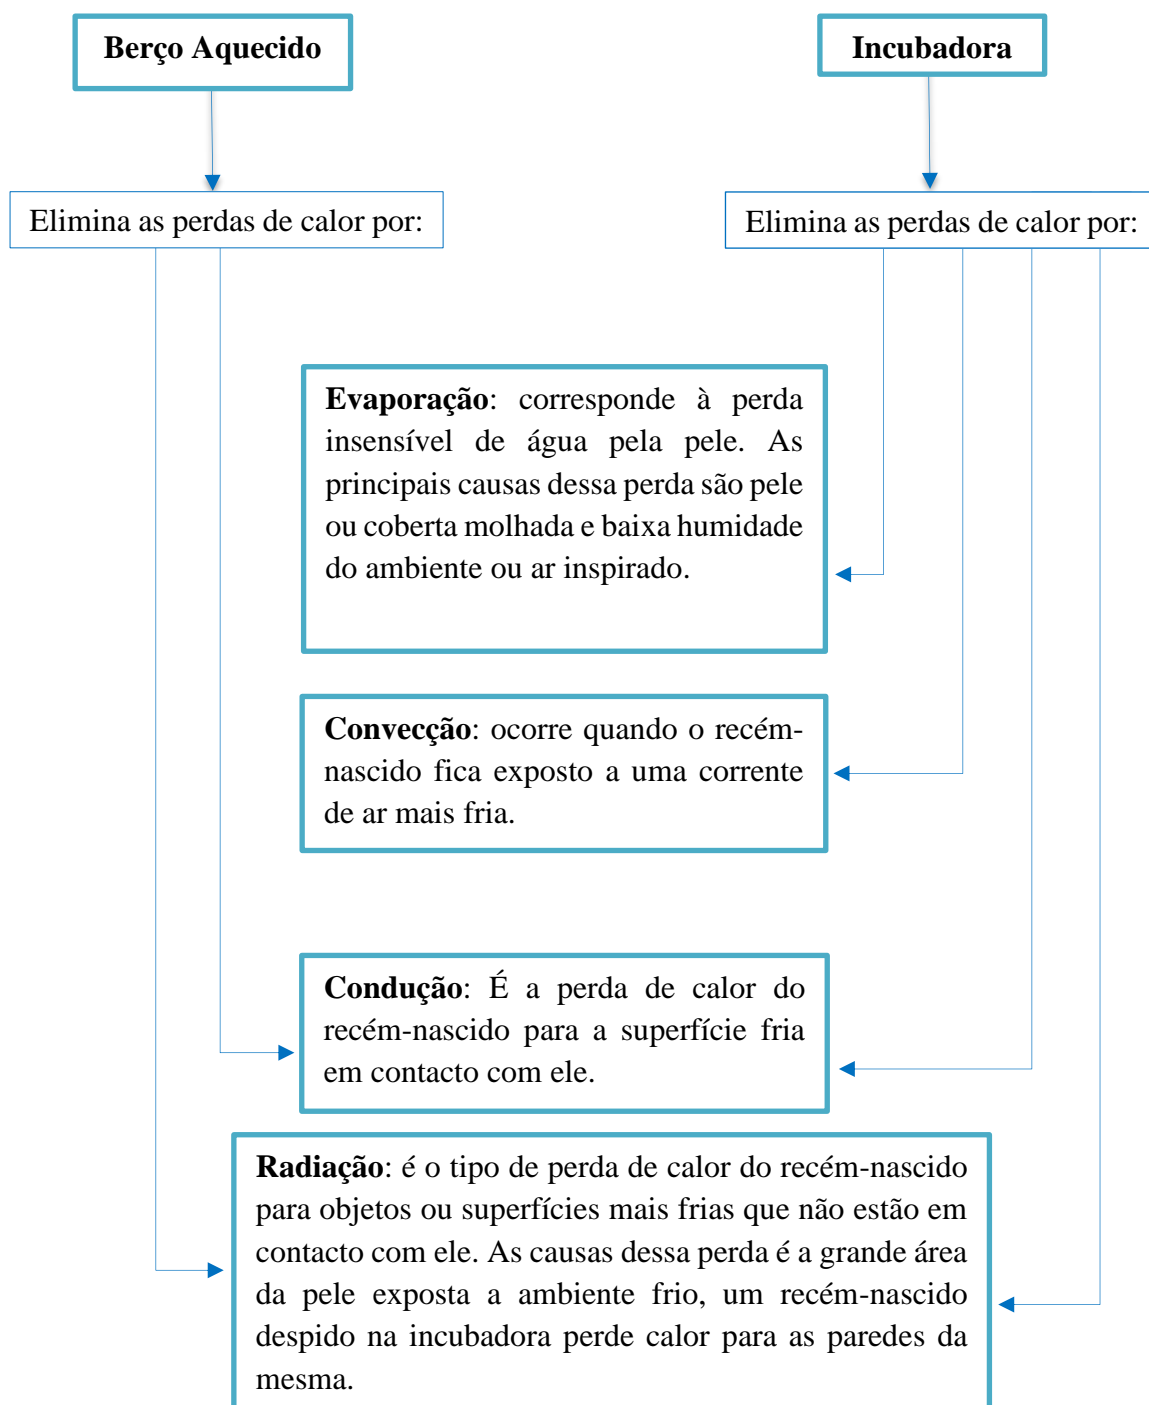 Berço Aquecido
Incubadora
Elimina as perdas de calor por:
Elimina as perdas de calor por:
Evaporação: corresponde à perda
insensível de água pela pele. As
principais causas dessa perda são pele
ou coberta molhada e baixa humidade
do ambiente ou ar inspirado.
Convecção: ocorre quando o recém-
nascido fica exposto a uma corrente
de ar mais fria.
Condução: É a perda de calor do
recém-nascido para a superfície fria
em contacto com ele.
Radiação: é o tipo de perda de calor do recém-nascido
para objetos ou superfícies mais frias que não estão em
contacto com ele. As causas dessa perda é a grande área
da pele exposta a ambiente frio, um recém-nascido
despido na incubadora perde calor para as paredes da
mesma.